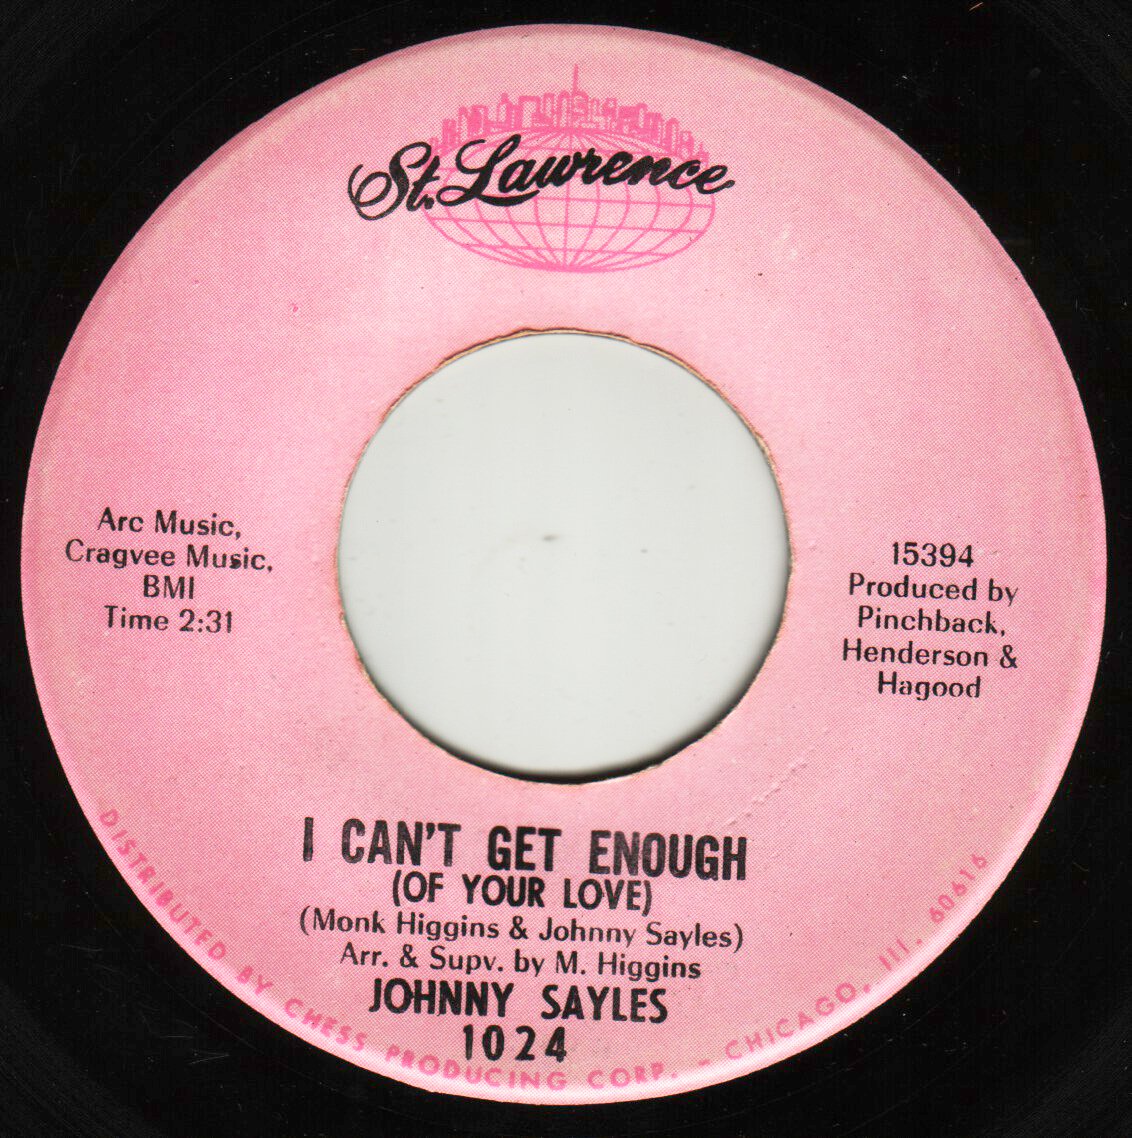 St. Lawrence
Arc Music,
Cragvee Music,
BMI
Time 2:31
15394
Produced by
Pinchback,
Henderson &
Hagood
I CAN'T GET ENOUGH
(OF YOUR LOVE)
(Monk Higgins & Johnny Sayles)
Arr. & Supv. by M. Higgins
JOHNNY SAYLES
1024
DISTRIBUTED BY CHESS PRODUCING CORP. - CHICAGO, Ill. 60616